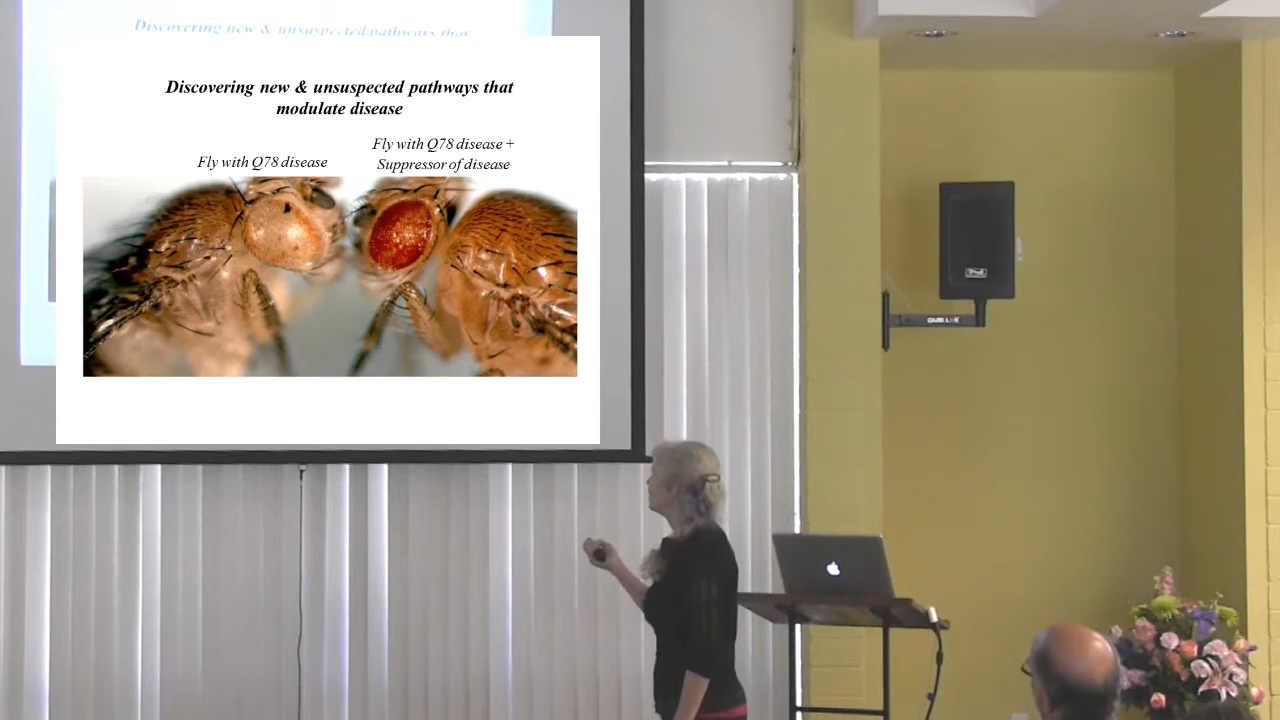 Discovering new & unsuspected pathways that
Discovering new & unsuspected pathways that
modulate disease
Fly with Q78 disease
Fly with Q78 disease +
Suppressor of disease